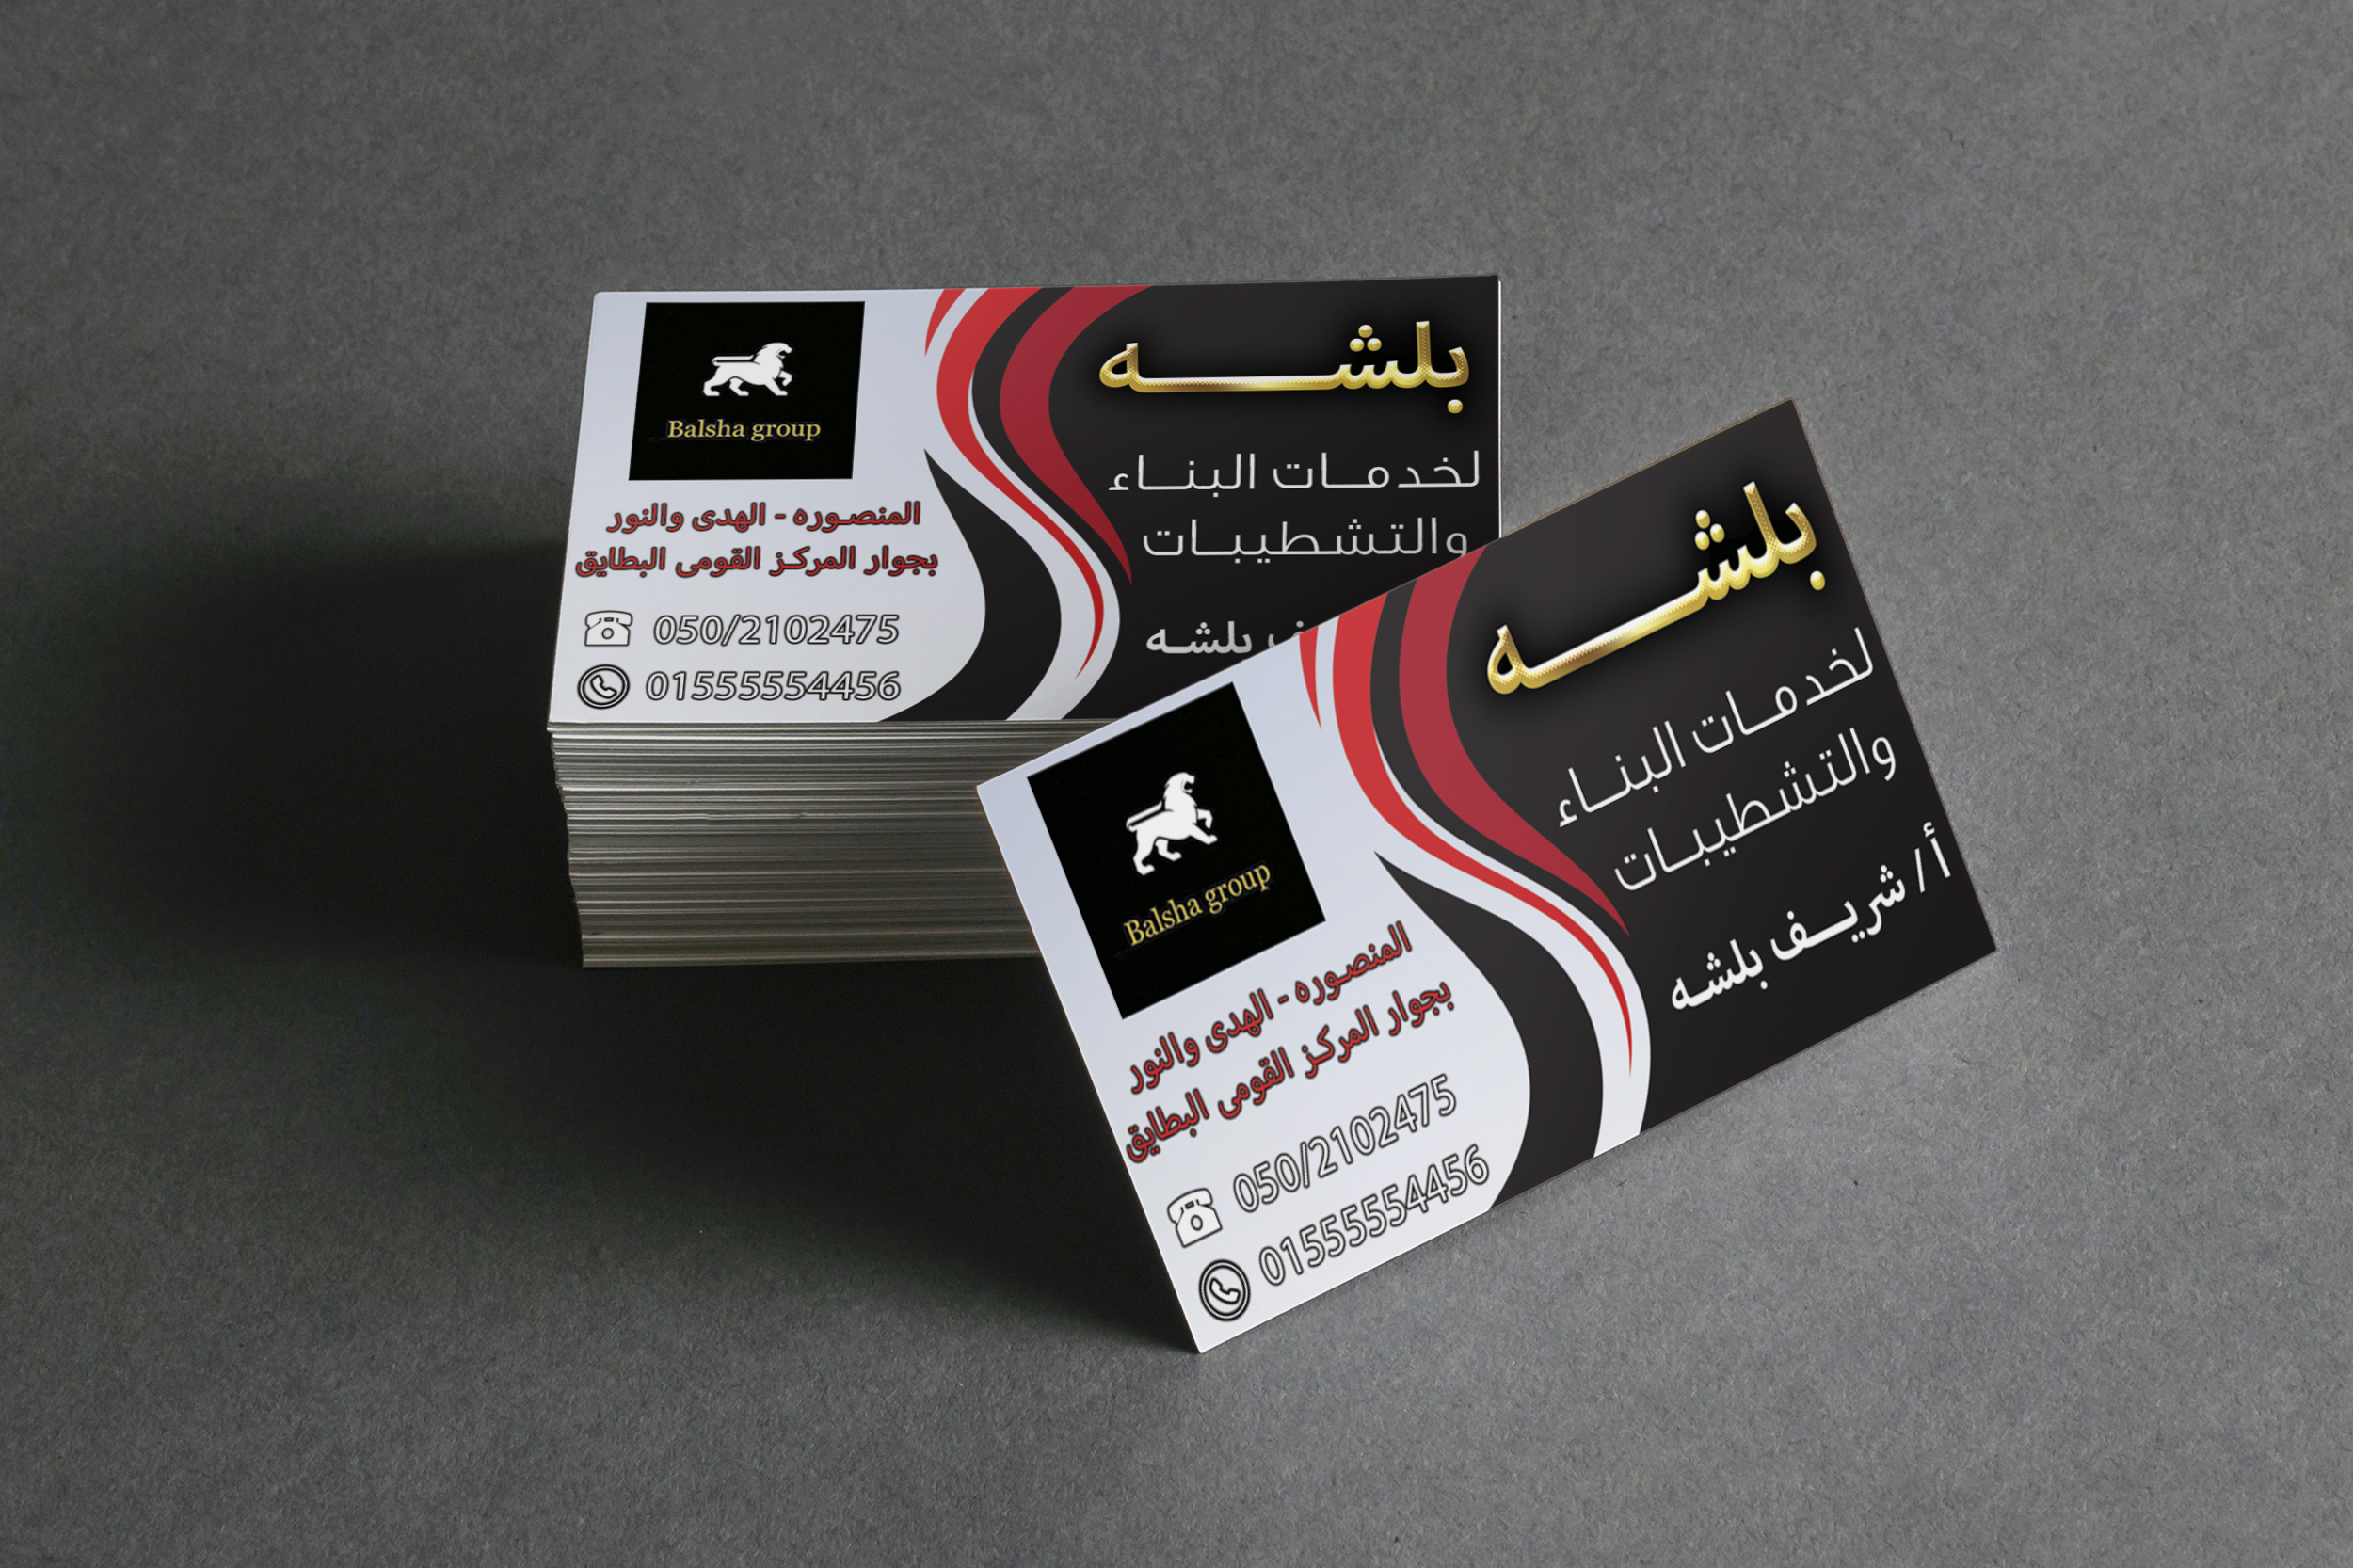 بلشه
لخدمات البناء
والتشطيبات
بلشه
Balsha group
المنصوره - الهدى والنور
بجوار المركز القومى البطايق
050/2102475
01555554456
بلشه
لخدمات البناء
والتشطيبات
أ/ شريف بلشه
Balsha group
المنصوره - الهدى والنور
بجوار المركز القومى البطايق
050/2102475
01555554456